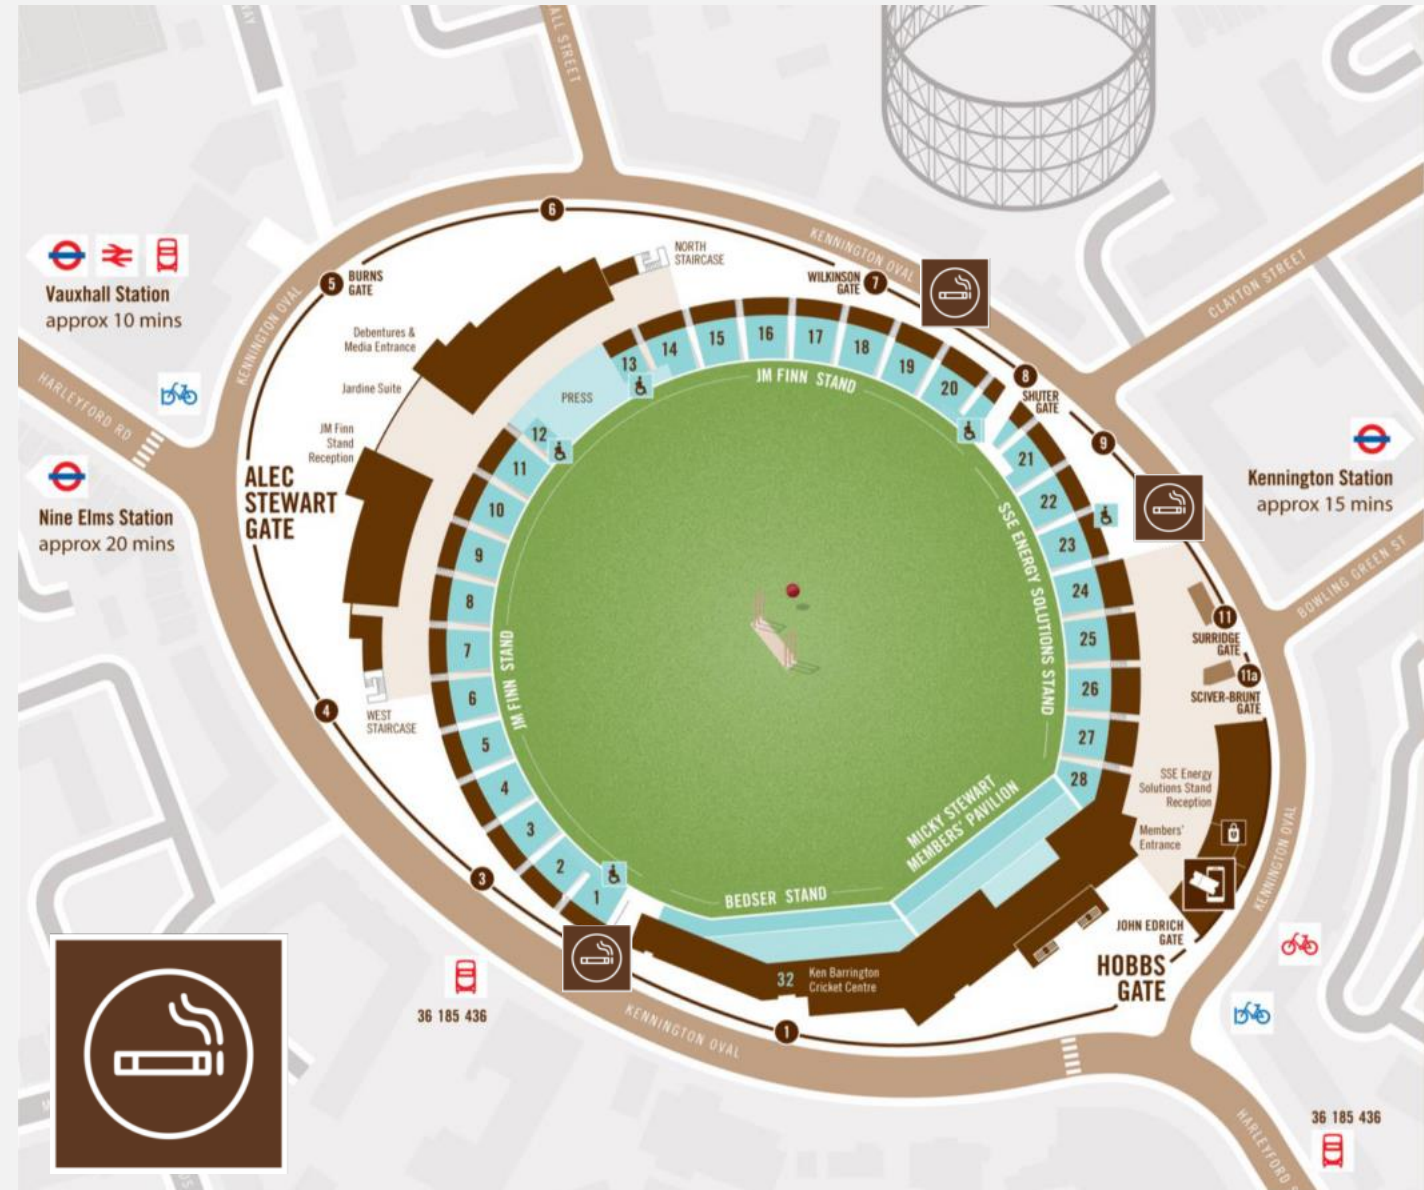 ALL STREET
6
KENNINGTON OVAL
NORTH
STAIRCASE
WILKINSON
GATE
7
5
BURNS
GATE
Vauxhall Station
approx 10 mins
KENNINGTON OVAL
CLAYTON STREET
Debentures &
Media Entrance
Jardine Suite
HARLEYFORD RD
JM Finn
Stand
Reception
ALEC
STEWART
GATE
Nine Elms Station
approx 20 mins
8
SHUTER
GATE
9
Kennington Station
approx 15 mins
BOWLING GREEN ST
PRESS
13
14
15
16
17
18
19
20
JM FINN STAND
12
11
10
9
8
7
6
5
4
3
2
1
JM FINN STAND
21
22
23
24
25
26
27
28
SSE ENERGY SOLUTIONS STAND
11
SURRIDGE
GATE
11a
SCIVER-BRUNT
GATE
4
WEST
STAIRCASE
SSE Energy
Solutions Stand
Reception
Members'
Entrance
KENNINGTON OVAL
MICKY STEWART
MEMBERS' PAVILION
BEDSER STAND
3
JOHN EDRICH
GATE
HOBBS
GATE
32
Ken Barrington
Cricket Centre
36 185 436
KENNINGTON OVAL
1
36 185 436
HARLEYFORD